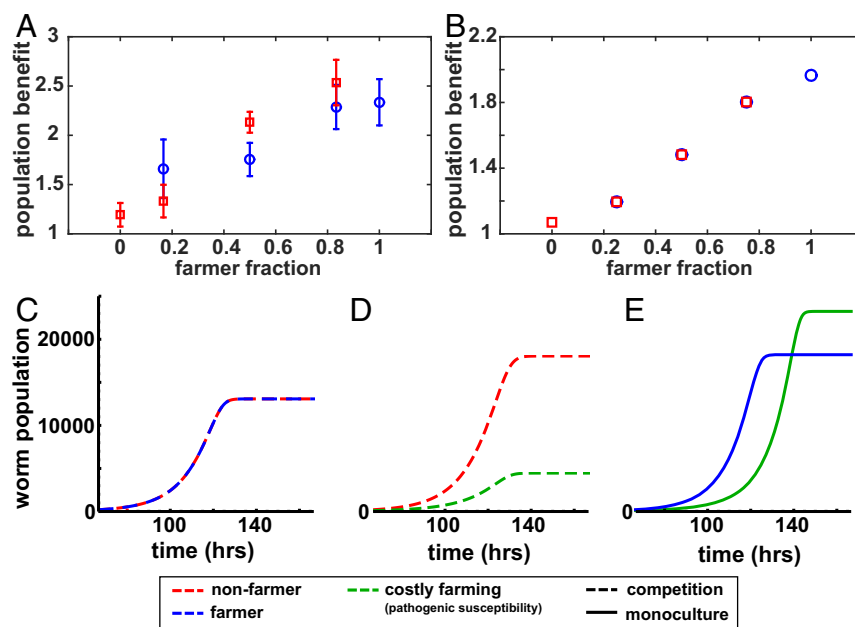 A
population benefit
3
2.5
2
1.5
1
0 0.2 0.4 0.6 0.8 1
farmer fraction
B
population benefit
2.2
1.8
1.4
1
0 0.2 0.4 0.6 0.8 1
farmer fraction
C
worm population
20000
10000
0
100 140
time (hrs)
D
0
100 140
time (hrs)
E
0
100 140
time (hrs)
non-farmer
farmer
costly farming
(pathogenic susceptibility)
competition
monoculture